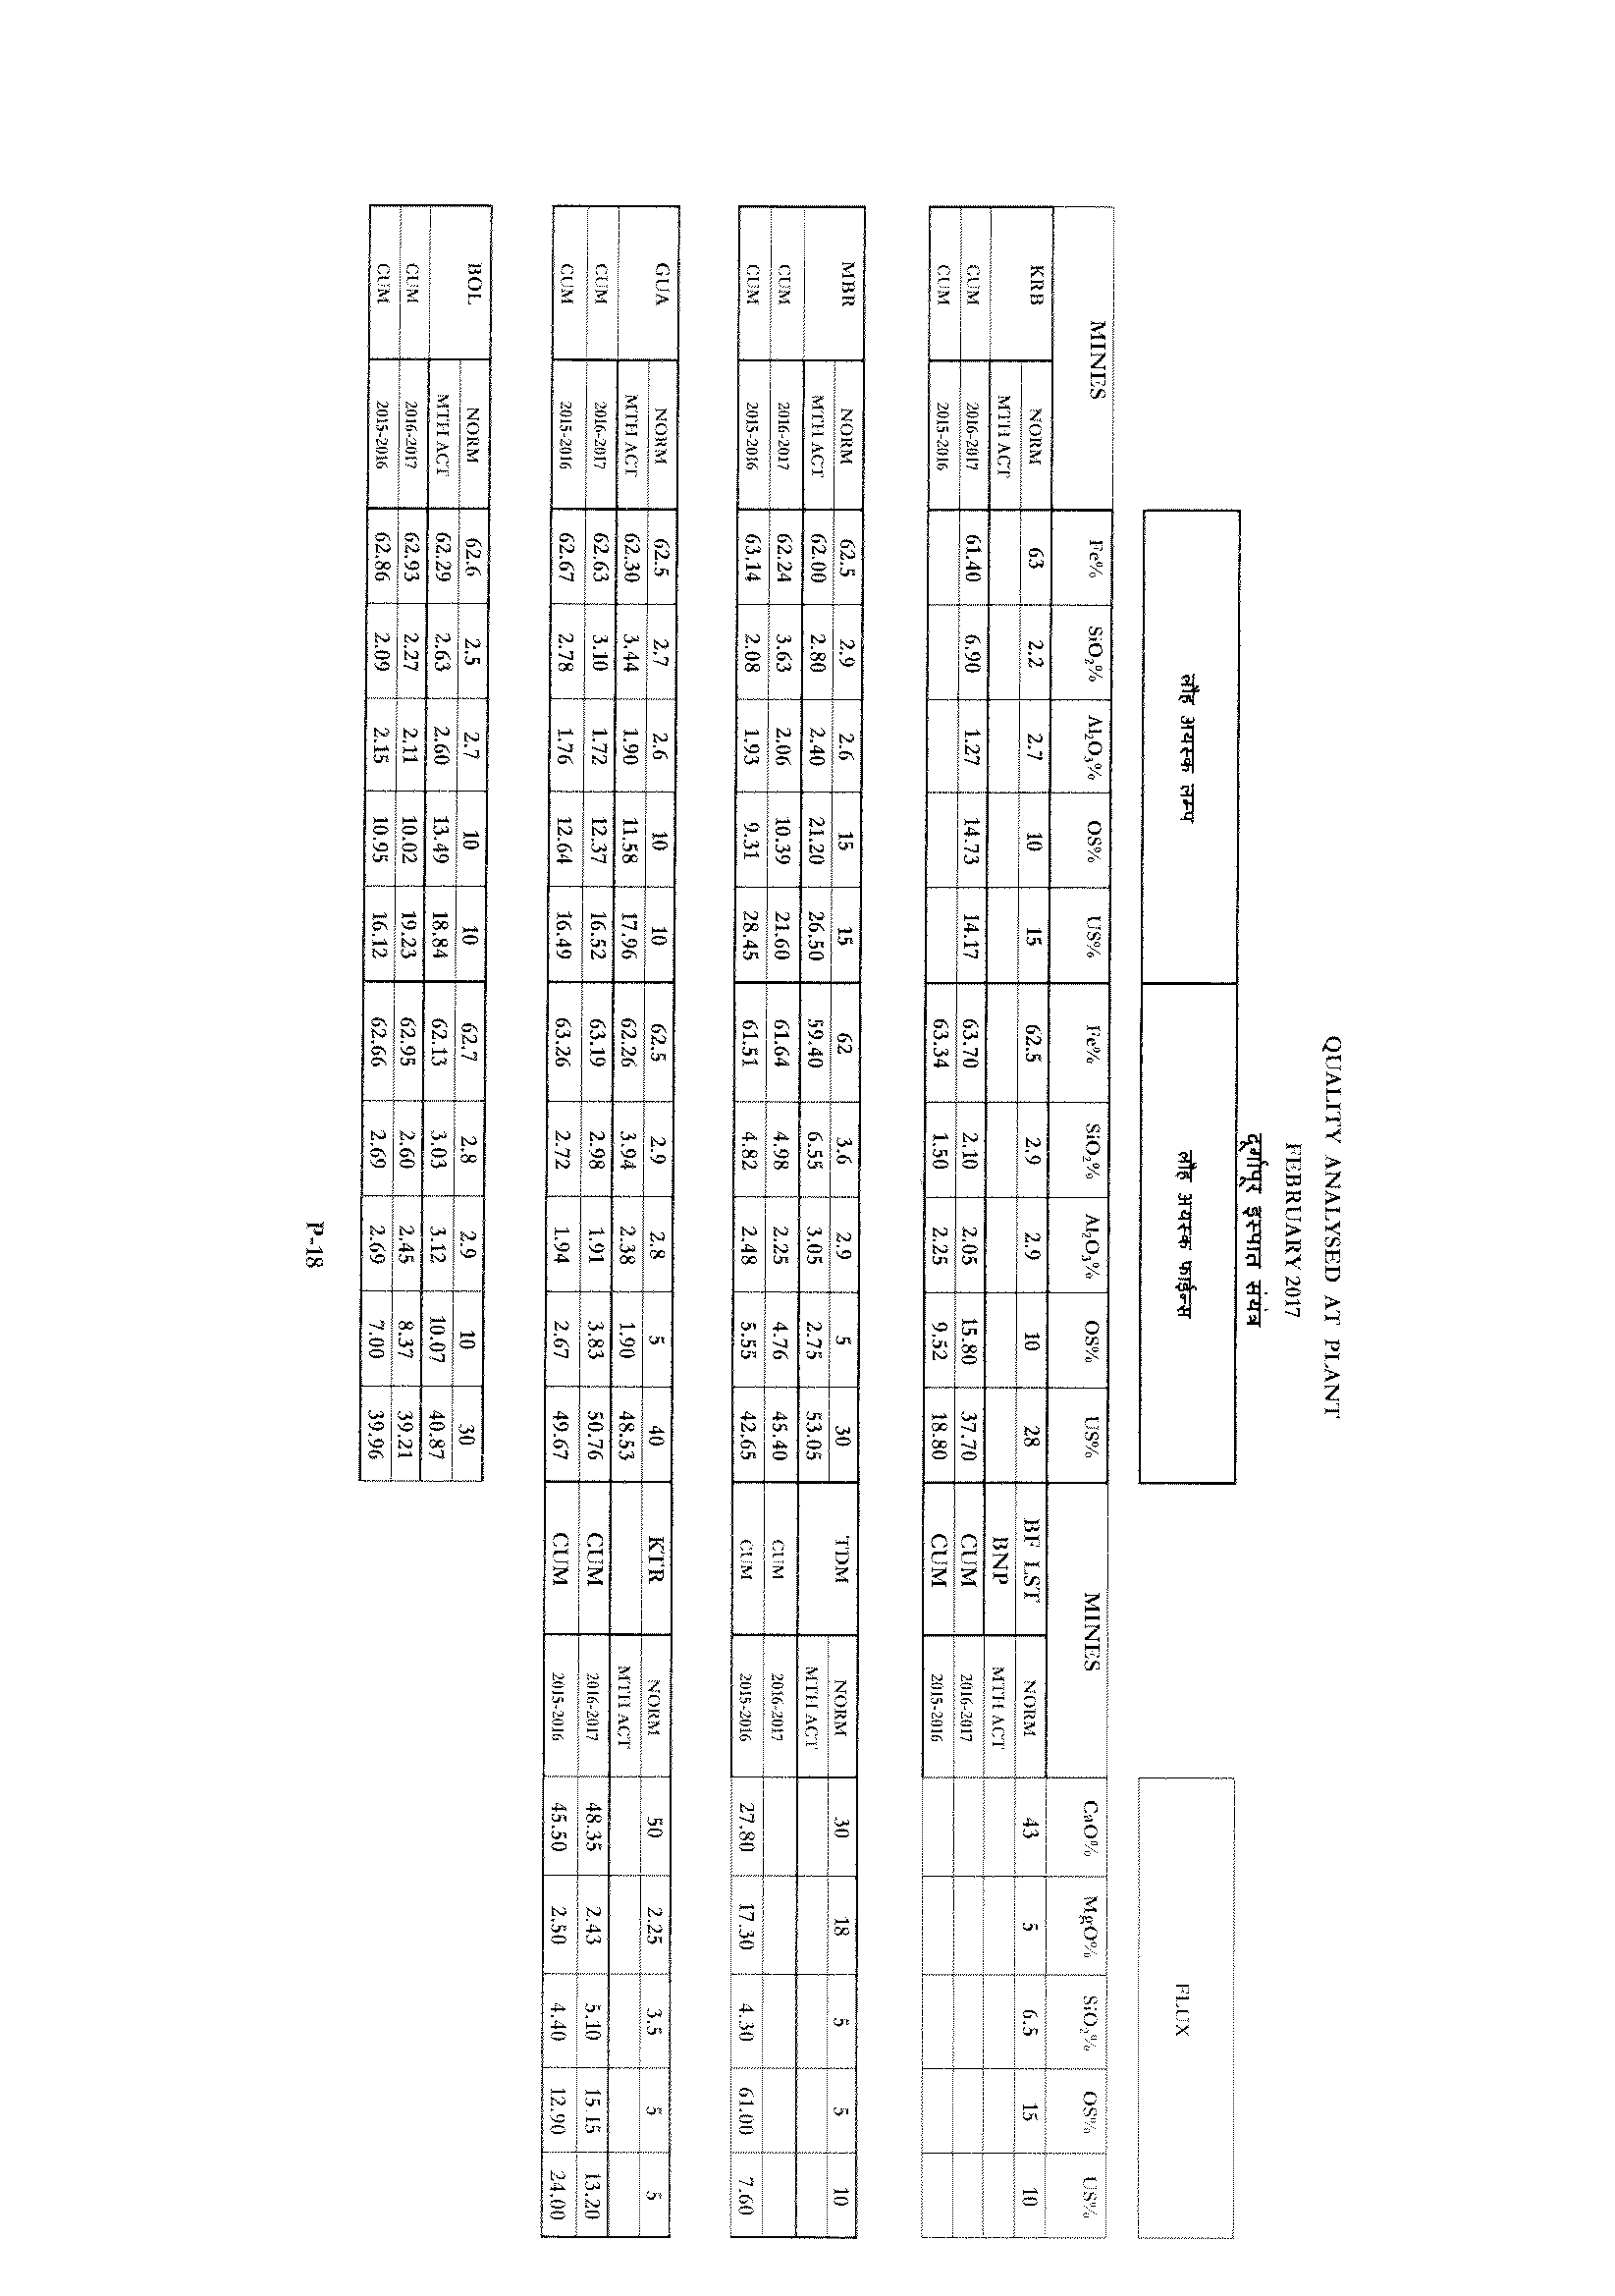 QUALITY ANALYSED AT PLANT
FEBRUARY 2017
दूर्गापूर इस्पात संयंत्र
लौह अयस्क लम्प लौह अयस्क फाईन्स FLUX
MINES Fe% SiO₂% Al₂O₃% OS% US% Fe% SiO₂% Al₂O₃% OS% US% MINES CaO% MgO% SiO₂% OS% US%
KRB NORM 63 2.2 2.7 10 15 62.5 2.9 2.9 10 28 BF LST NORM 43 5 6.5 15 10
MTH ACT BNP MTH ACT
CUM 2016-2017 61.40 6.90 1.27 14.73 14.17 63.70 2.10 2.05 15.80 37.70 CUM 2016-2017
CUM 2015-2016 63.34 1.50 2.25 9.52 18.80 CUM 2015-2016
MBR NORM 62.5 2.9 2.6 15 15 62 3.6 2.9 5 30 TDM NORM 30 18 5 5 10
MTH ACT 62.00 2.80 2.40 21.20 26.50 59.40 6.55 3.05 2.75 53.05 MTH ACT
CUM 2016-2017 62.24 3.63 2.06 10.39 21.60 61.64 4.98 2.25 4.76 45.40 CUM 2016-2017
CUM 2015-2016 63.14 2.08 1.93 9.31 28.45 61.51 4.82 2.48 5.55 42.65 CUM 2015-2016 27.80 17.30 4.30 61.00 7.60
GUA NORM 62.5 2.7 2.6 10 10 62.5 2.9 2.8 5 40 KTR NORM 50 2.25 3.5 5 5
MTH ACT 62.30 3.44 1.90 11.58 17.96 62.26 3.94 2.38 1.90 48.53 MTH ACT
CUM 2016-2017 62.63 3.10 1.72 12.37 16.52 63.19 2.98 1.91 3.83 50.76 CUM 2016-2017 48.35 2.43 5.10 15.15 13.20
CUM 2015-2016 62.67 2.78 1.76 12.64 16.49 63.26 2.72 1.94 2.67 49.67 CUM 2015-2016 45.50 2.50 4.40 12.90 24.00
BOL NORM 62.6 2.5 2.7 10 10 62.7 2.8 2.9 10 30
MTH ACT 62.29 2.63 2.60 13.49 18.84 62.13 3.03 3.12 10.07 40.87
CUM 2016-2017 62.93 2.27 2.11 10.02 19.23 62.95 2.60 2.45 8.37 39.21
CUM 2015-2016 62.86 2.09 2.15 10.95 16.12 62.66 2.69 2.69 7.00 39.96
P-18